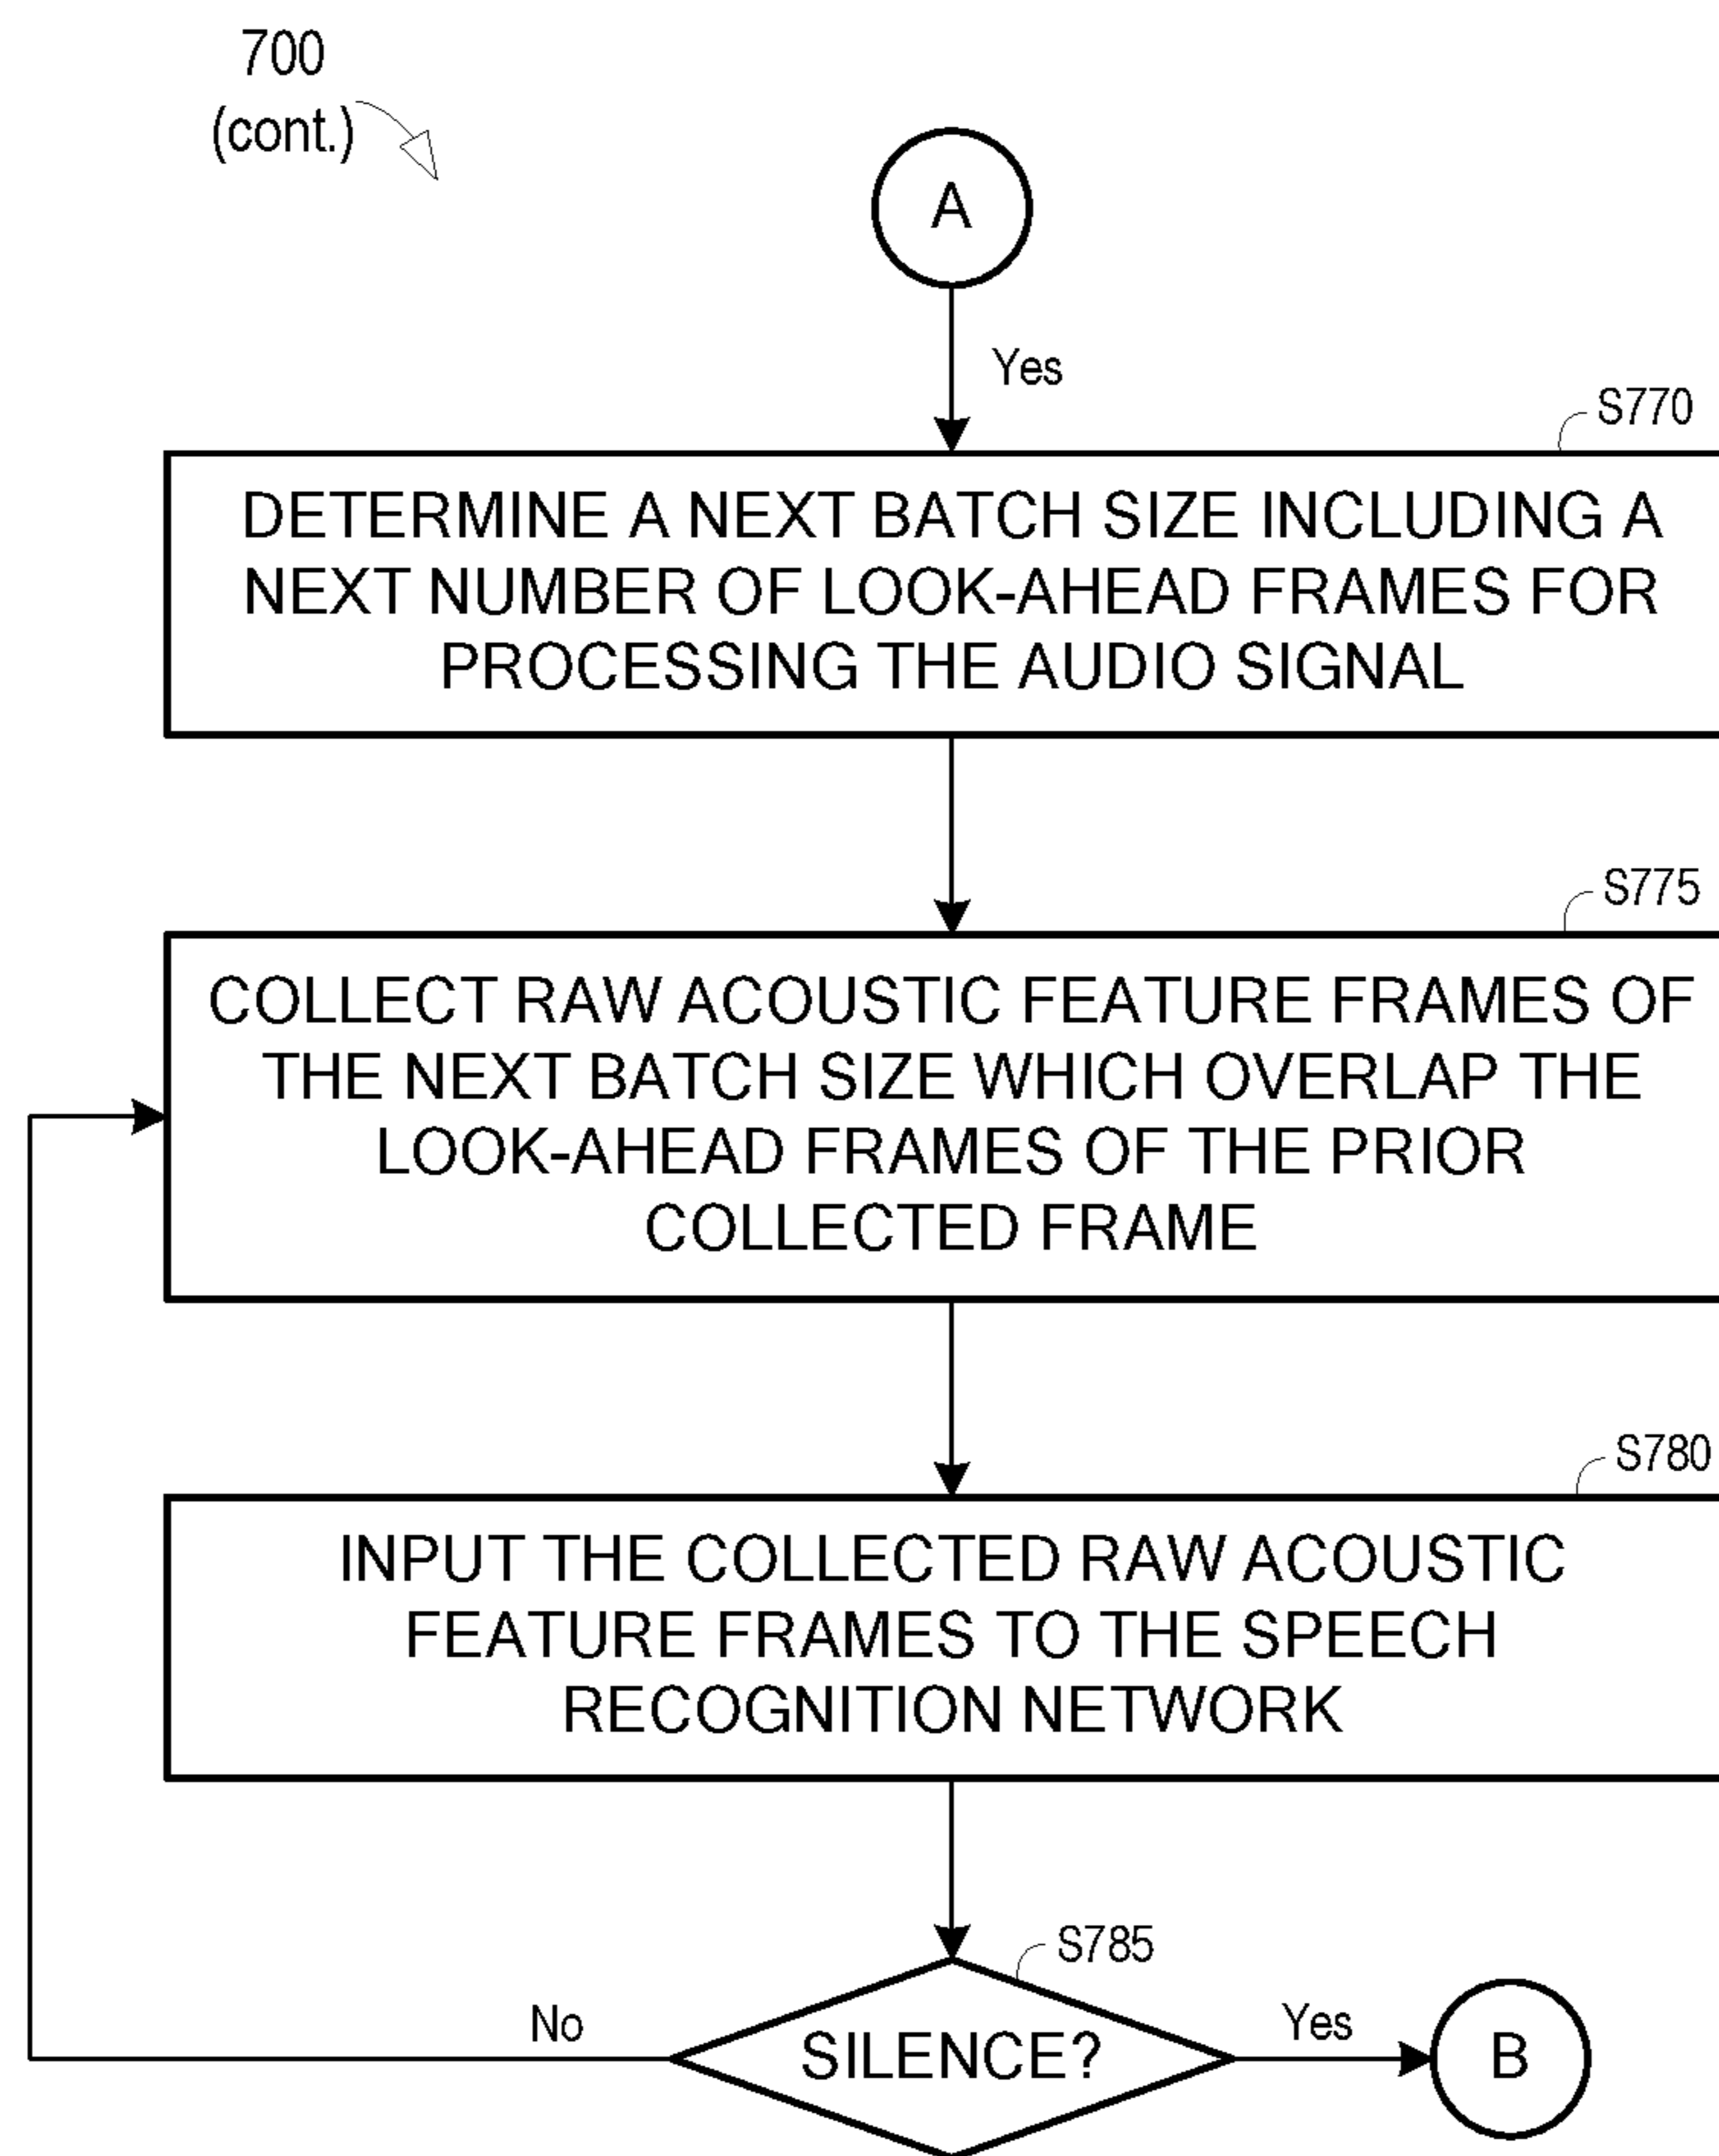 700
(cont.)
A
Yes
S770
DETERMINE A NEXT BATCH SIZE INCLUDING A
NEXT NUMBER OF LOOK-AHEAD FRAMES FOR
PROCESSING THE AUDIO SIGNAL
S775
COLLECT RAW ACOUSTIC FEATURE FRAMES OF
THE NEXT BATCH SIZE WHICH OVERLAP THE
LOOK-AHEAD FRAMES OF THE PRIOR
COLLECTED FRAME
S780
INPUT THE COLLECTED RAW ACOUSTIC
FEATURE FRAMES TO THE SPEECH
RECOGNITION NETWORK
S785
No
SILENCE?
Yes
B